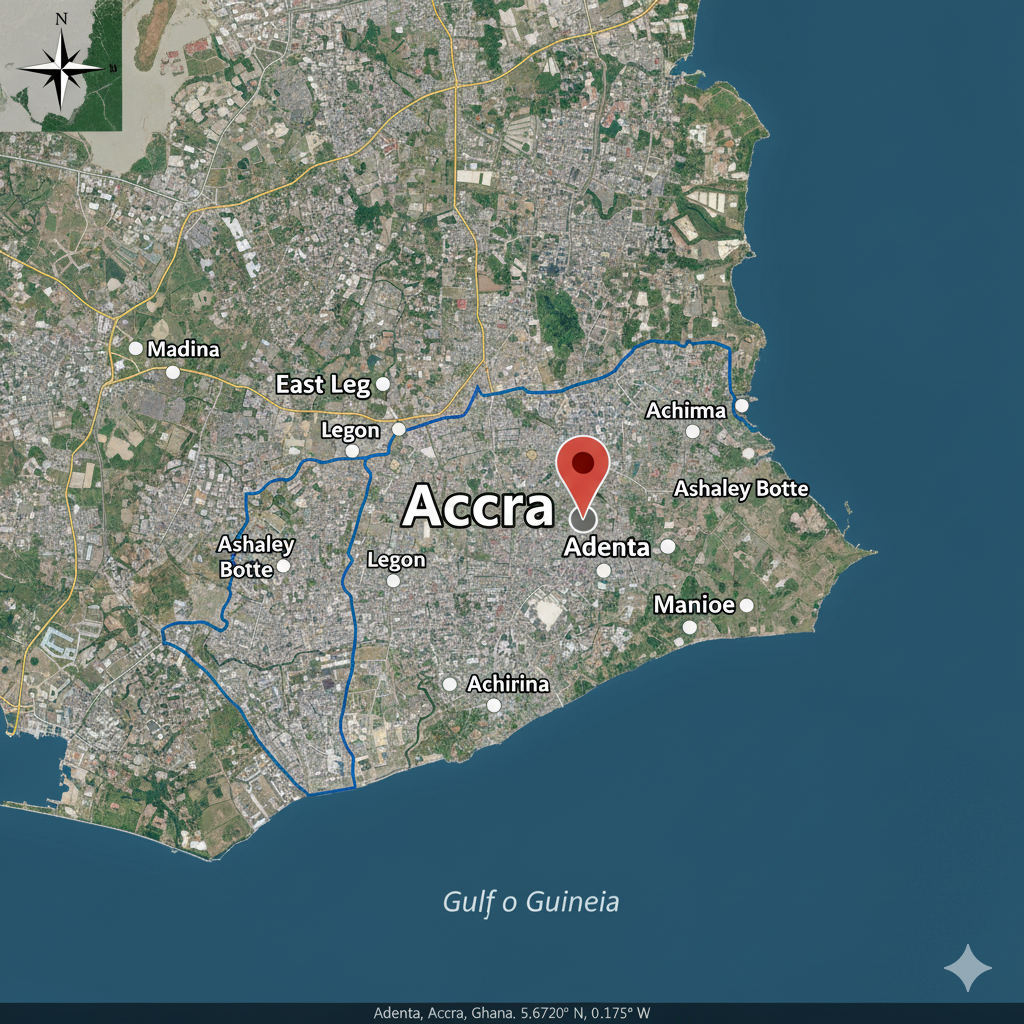 N
Madina
East Leg
Legon
Achima
Ashaley Botte
Accra
Ashaley
Botte
Legon
Adenta
Manioe
Achirina
Gulf o Guineia
Adenta, Accra, Ghana. 5.6720° N, 0.175° W